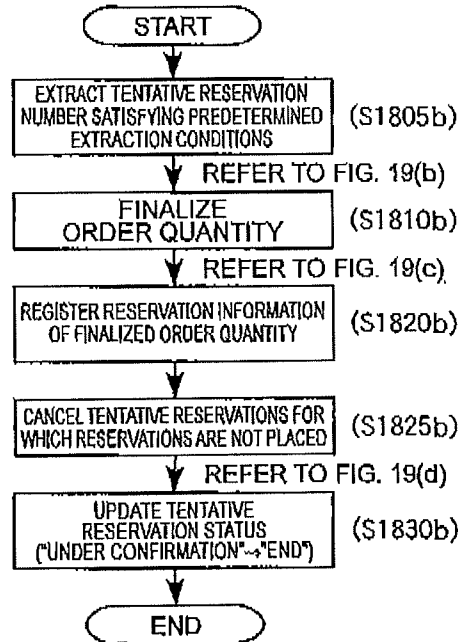 START
EXTRACT TENTATIVE RESERVATION
NUMBER SATISFYING PREDETERMINED
EXTRACTION CONDITIONS
(S1805b)
REFER TO FIG. 19(b)
FINALIZE
ORDER QUANTITY
(S1810b)
REFER TO FIG. 19(c)
REGISTER RESERVATION INFORMATION
OF FINALIZED ORDER QUANTITY
(S1820b)
CANCEL TENTATIVE RESERVATIONS FOR
WHICH RESERVATIONS ARE NOT PLACED
(S1825b)
REFER TO FIG. 19(d)
UPDATE TENTATIVE
RESERVATION STATUS
("UNDER CONFIRMATION"→"END")
(S1830b)
END